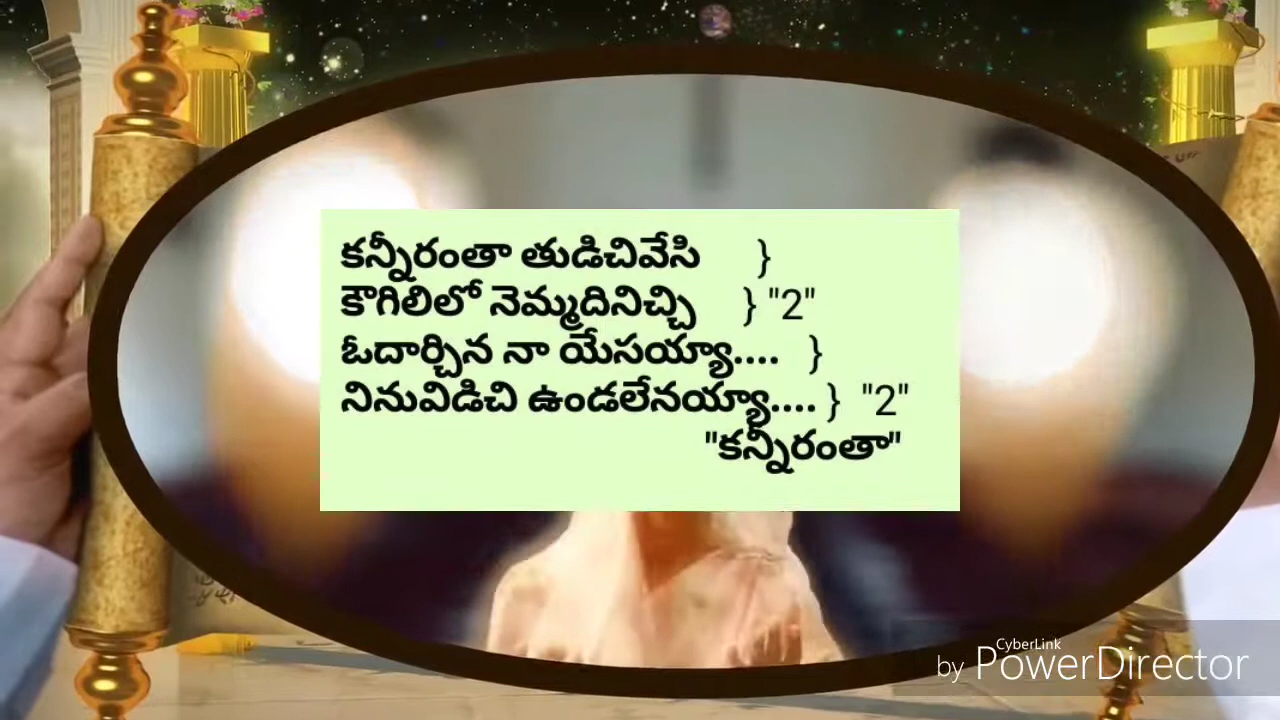 కన్నీరంతా తుడిచివేసి }
కౌగిలిలో నెమ్మదినిచ్చి } "2"
ఓదార్చిన నా యేసయ్యా.... }
నినువిడిచి ఉండలేనయ్యా.... } "2"
"కన్నీరంతా"
CyberLink
by PowerDirector